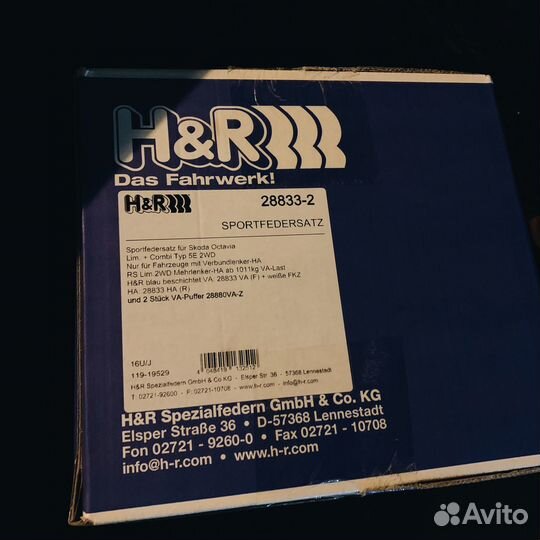 H&R
Das Fahrwerk!
H&R 28833-2
SPORTFEDERSATZ
Sportfedersatz für Skoda Octavia
Lim. + Combi Typ 5E 2WD
Nur für Fahrzeuge mit Verbundlenker-HA
RS Lim.2WD Mehrlenker-HA ab 1011kg VA-Last
H&R blau beschichtet VA: 28833 VA (F) + weiße FKZ
HA: 28833 HA (R)
und 2 Stück VA-Puffer 28880VA-Z
16U/J
119-19529
4 048419 132512
H&R Spezialfedern GmbH & Co KG - Elsper Str. 36 - 57368 Lennestadt
T: 02721-92600 - F: 02721-10708 - www.h-r.com - info@h-r.com
H&R Spezialfedern GmbH & Co. KG
Elsper Straße 36 • D-57368 Lennestadt
Fon 02721 - 9260-0 • Fax 02721 - 10708
info@h-r.com • www.h-r.com
Avito